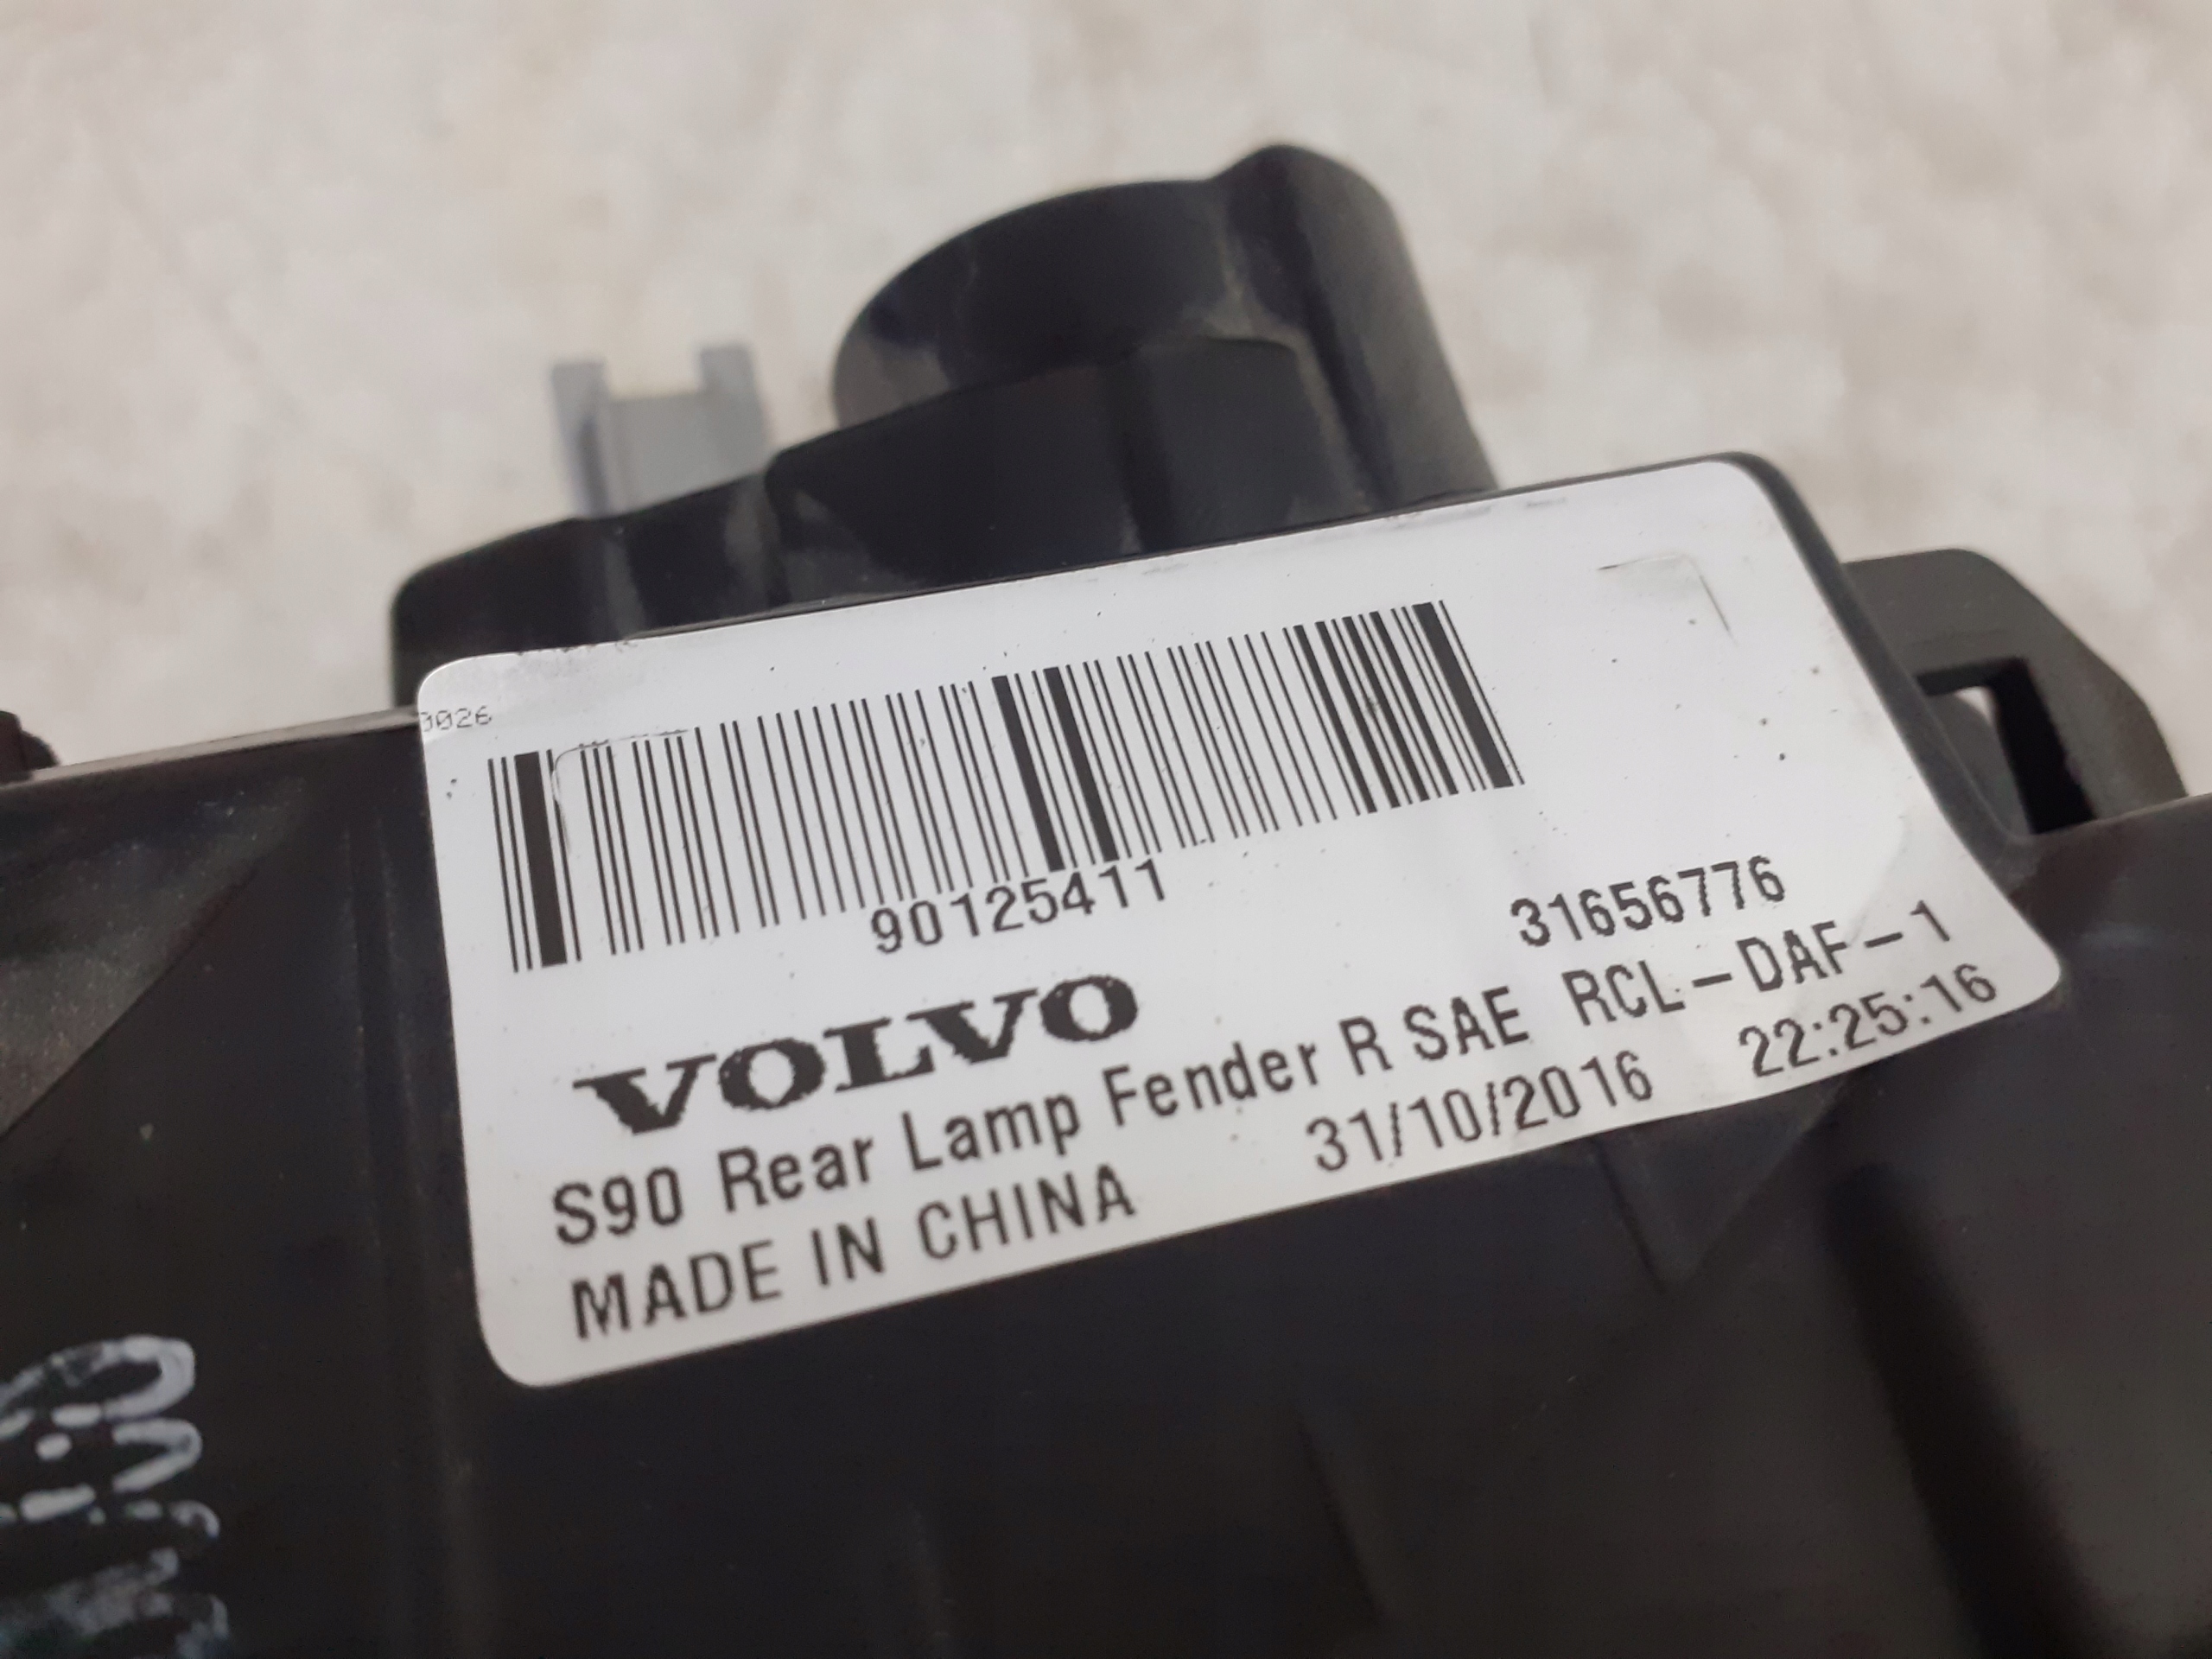 0026
90125411
31656776
VOLVO
S90 Rear Lamp Fender R SAE RCL-DAF-1
MADE IN CHINA 31/10/2016 22:25:16